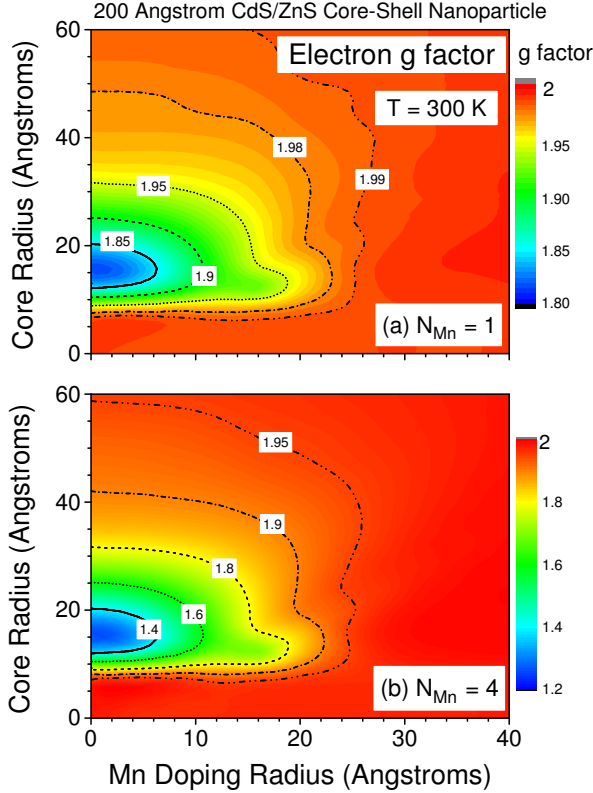 200 Angstrom CdS/ZnS Core-Shell Nanoparticle
60
Electron g factor
g factor
2
T = 300 K
Core Radius (Angstroms)
40
1.98
1.95
1.99
1.95
1.90
20
1.85
1.9
1.85
(a) N_Mn = 1
1.80
0
60
2
1.95
Core Radius (Angstroms)
40
1.9
1.8
1.8
1.6
20
1.6
1.4
1.4
(b) N_Mn = 4
1.2
0
0 10 20 30 40
Mn Doping Radius (Angstroms)